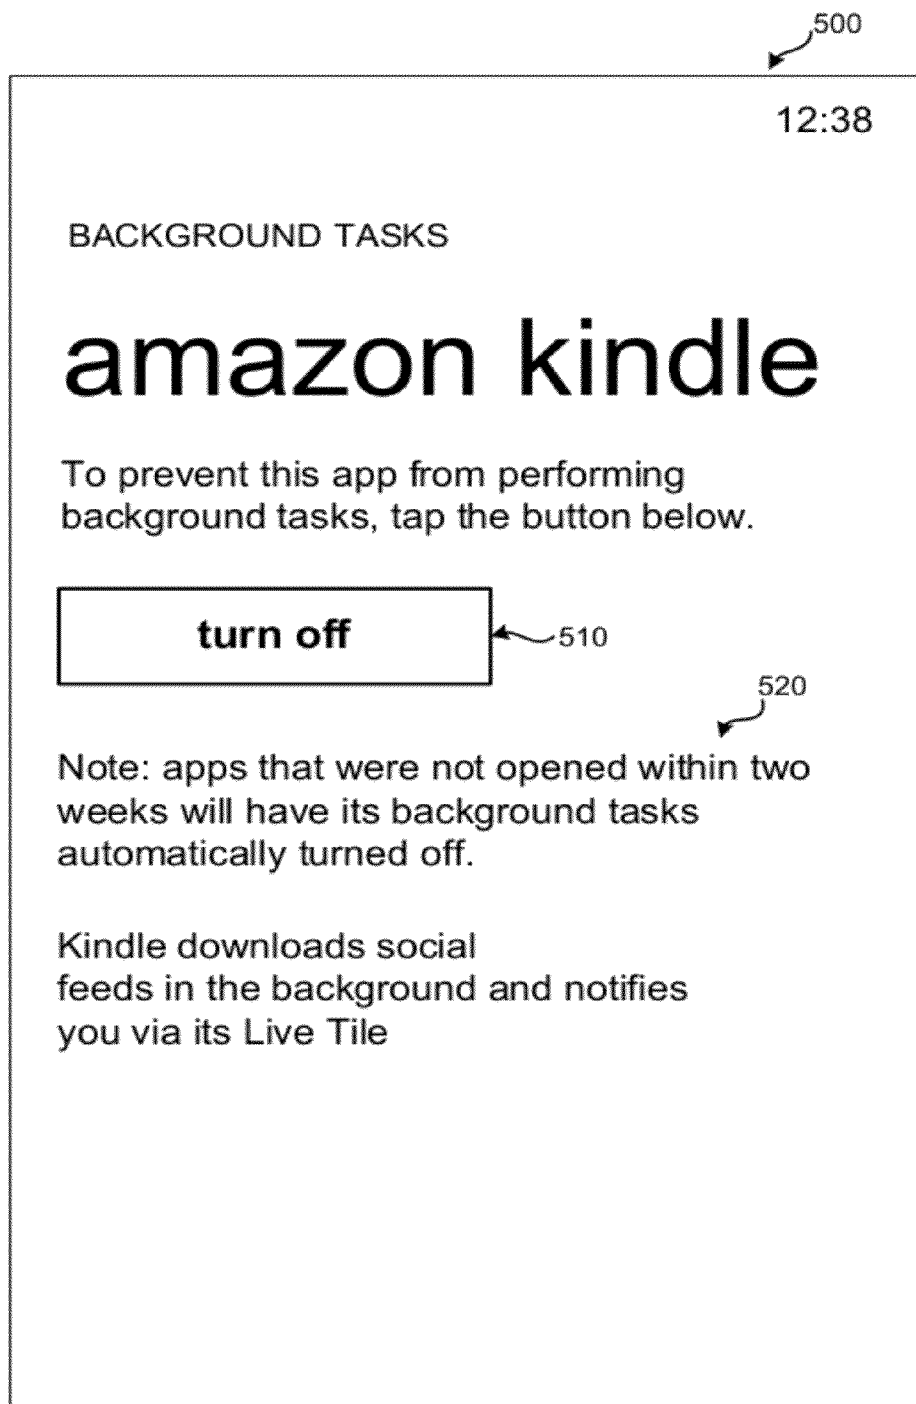 500
12:38
BACKGROUND TASKS
amazon kindle
To prevent this app from performing
background tasks, tap the button below.
turn off
510
520
Note: apps that were not opened within two
weeks will have its background tasks
automatically turned off.
Kindle downloads social
feeds in the background and notifies
you via its Live Tile